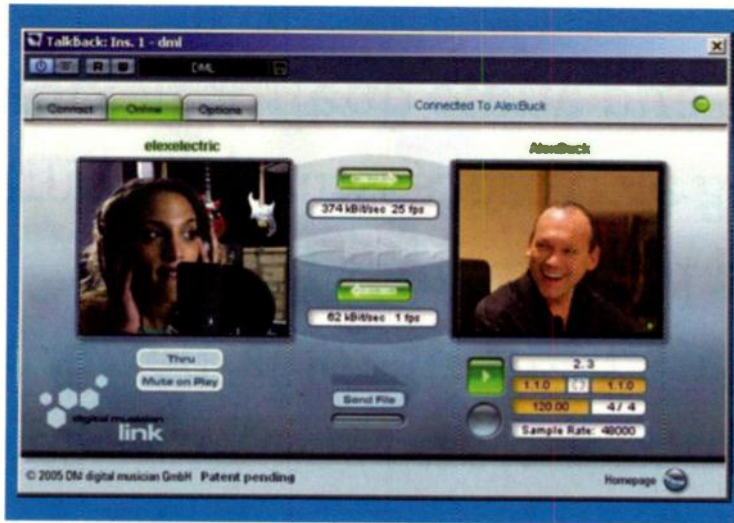 Talkback: Ins. 1 - dml
DML
Connect Online Options Connected To AlexBuck
elexelectric AlexBuck
374 kBit/sec 25 fps
62 kBit/sec 1 fps
Thru
Mute on Play
Send File
2. 3
1.1.0 1.1.0
120.00 4/ 4
Sample Rate: 48000
digital musician
link
© 2005 DM digital musician GmbH Patent pending Homepage